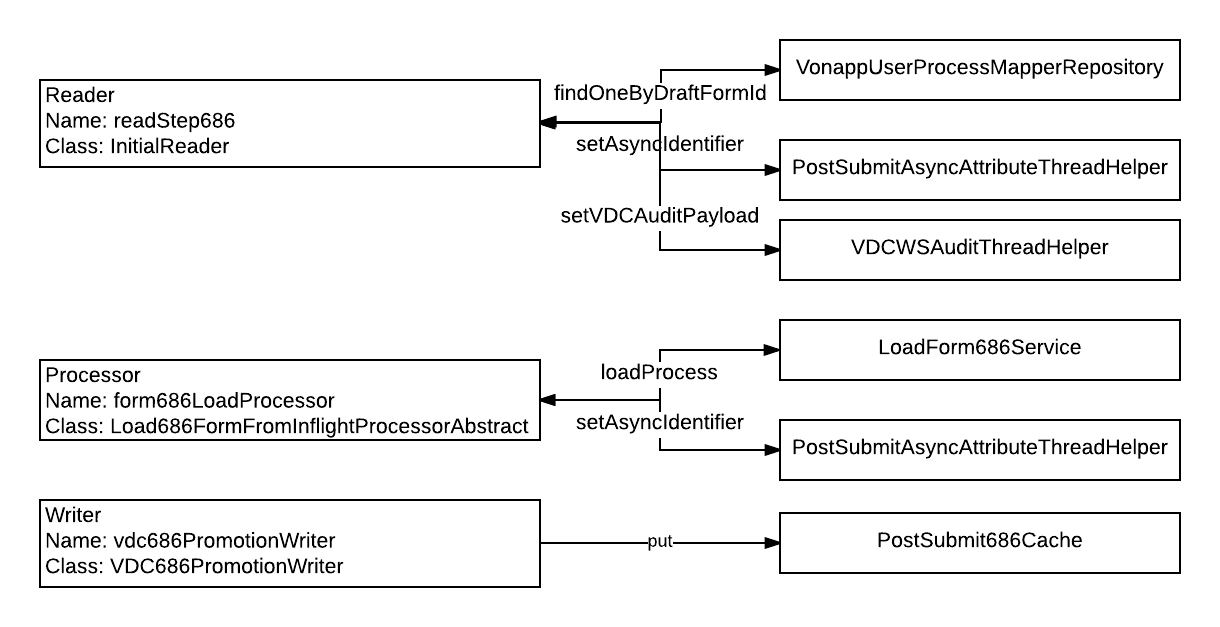 VonappUserProcessMapperRepository
Reader
Name: readStep686
Class: InitialReader
findOneByDraftFormId
setAsyncIdentifier
PostSubmitAsyncAttributeThreadHelper
setVDCAuditPayload
VDCWSAuditThreadHelper
LoadForm686Service
loadProcess
Processor
Name: form686LoadProcessor
Class: Load686FormFromInflightProcessorAbstract
setAsyncIdentifier
PostSubmitAsyncAttributeThreadHelper
Writer
Name: vdc686PromotionWriter
Class: VDC686PromotionWriter
put
PostSubmit686Cache